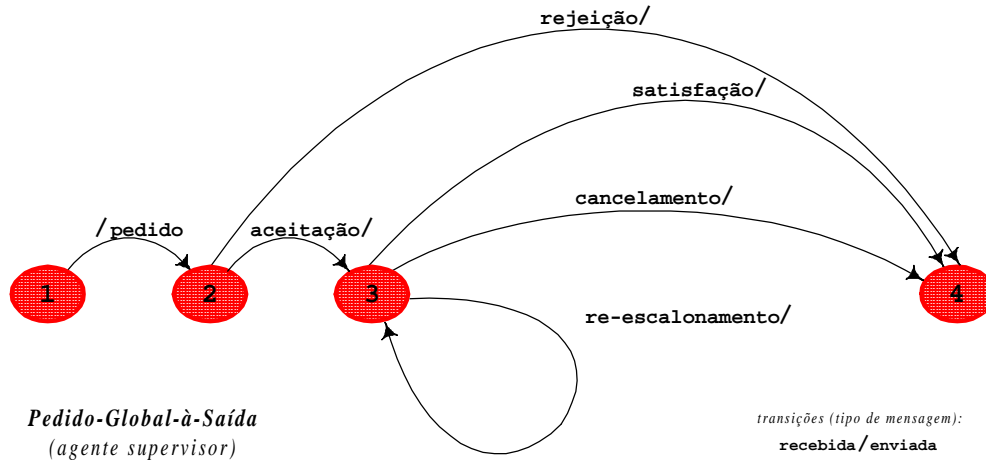 rejeição/
satisfação/
cancelamento/
/pedido
aceitação/
1
2
3
4
re-escalonamento/
Pedido-Global-à-Saída
(agente supervisor)
transições (tipo de mensagem):
recebida/enviada